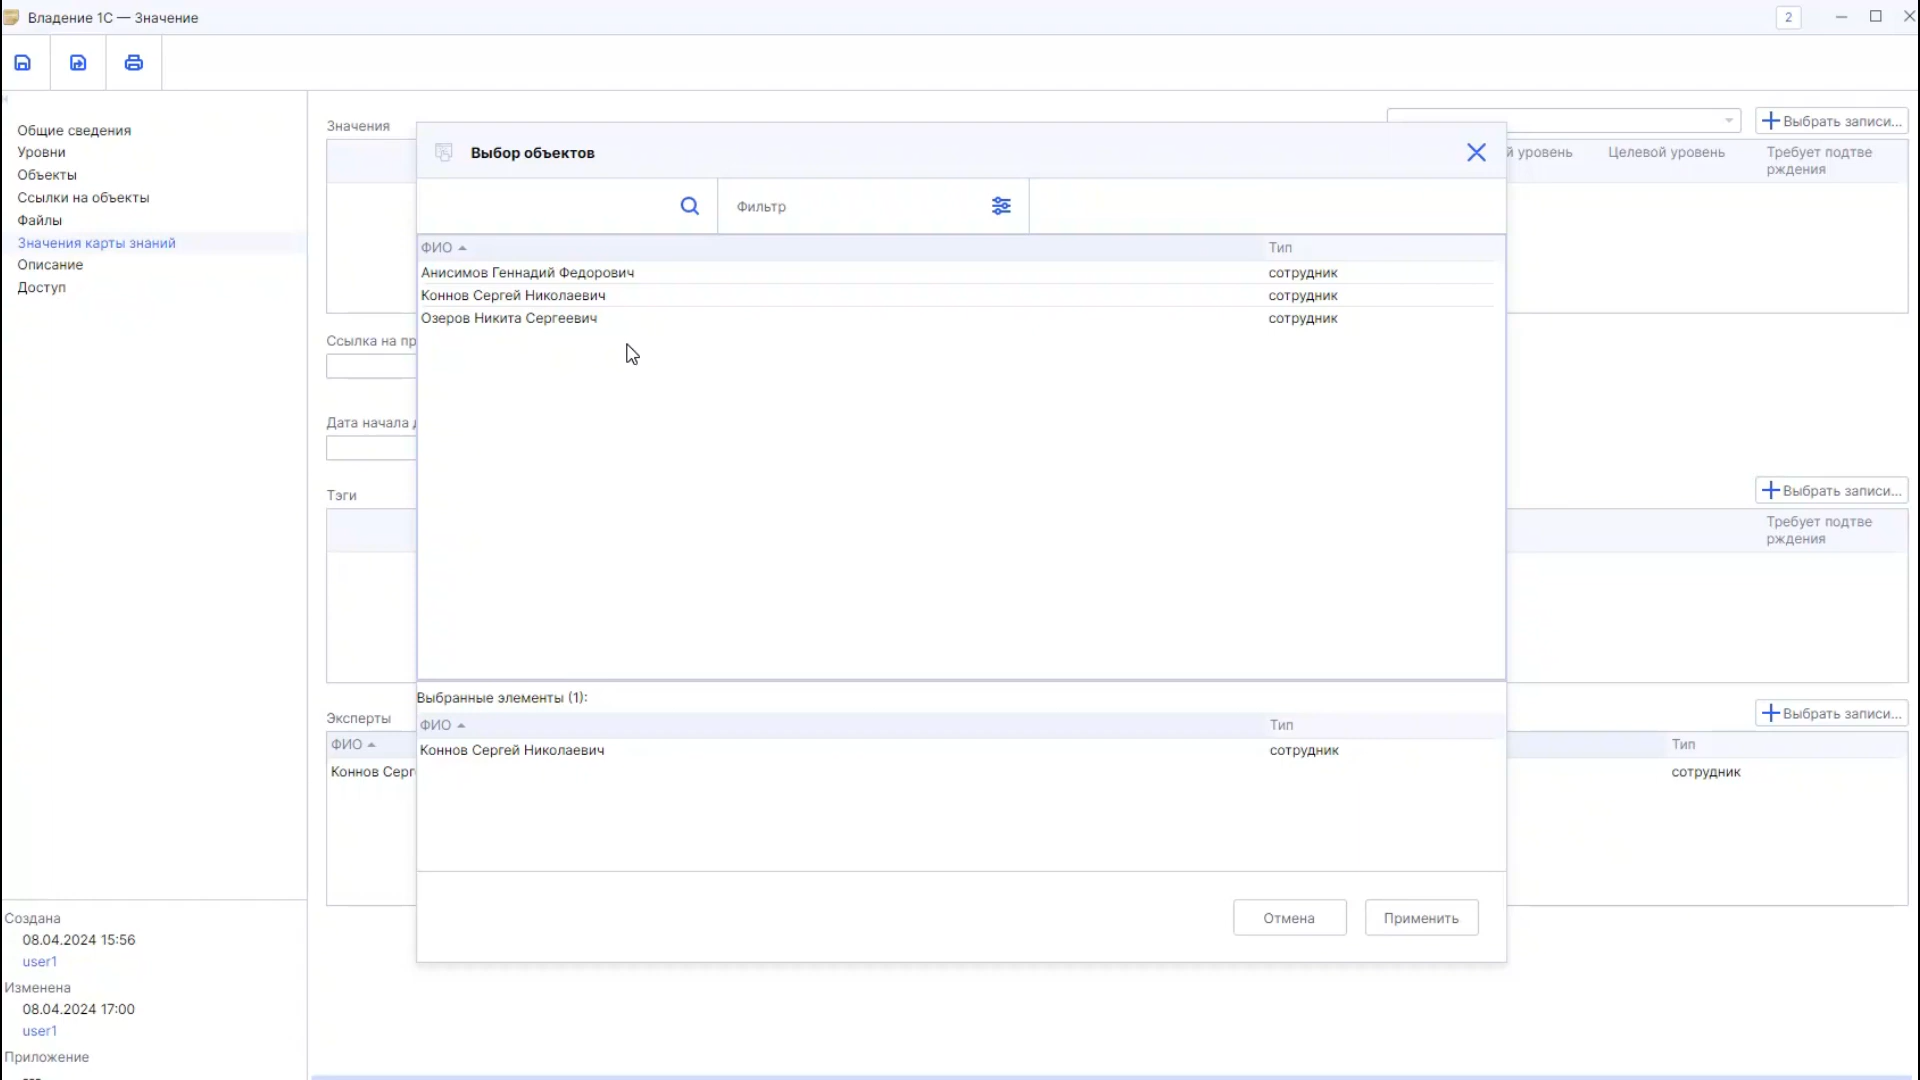 Владение 1С — Значение
2
Общие сведения
Уровни
Объекты
Ссылки на объекты
Файлы
Значения карты знаний
Описание
Доступ
Создана
08.04.2024 15:56
user1
Изменена
08.04.2024 17:00
user1
Приложение
Значения
Выбрать записи...
уровень
Целевой уровень
Требует подтве
рждения
Ссылка на пр
Дата начала
Тэги
Выбрать записи...
Требует подтве
рждения
Эксперты
Выбрать записи...
ФИО
Тип
Коннов Серг
сотрудник
Выбор объектов
Фильтр
ФИО
Тип
Анисимов Геннадий Федорович
сотрудник
Коннов Сергей Николаевич
сотрудник
Озеров Никита Сергеевич
сотрудник
Выбранные элементы (1):
ФИО
Тип
Коннов Сергей Николаевич
сотрудник
Отмена
Применить